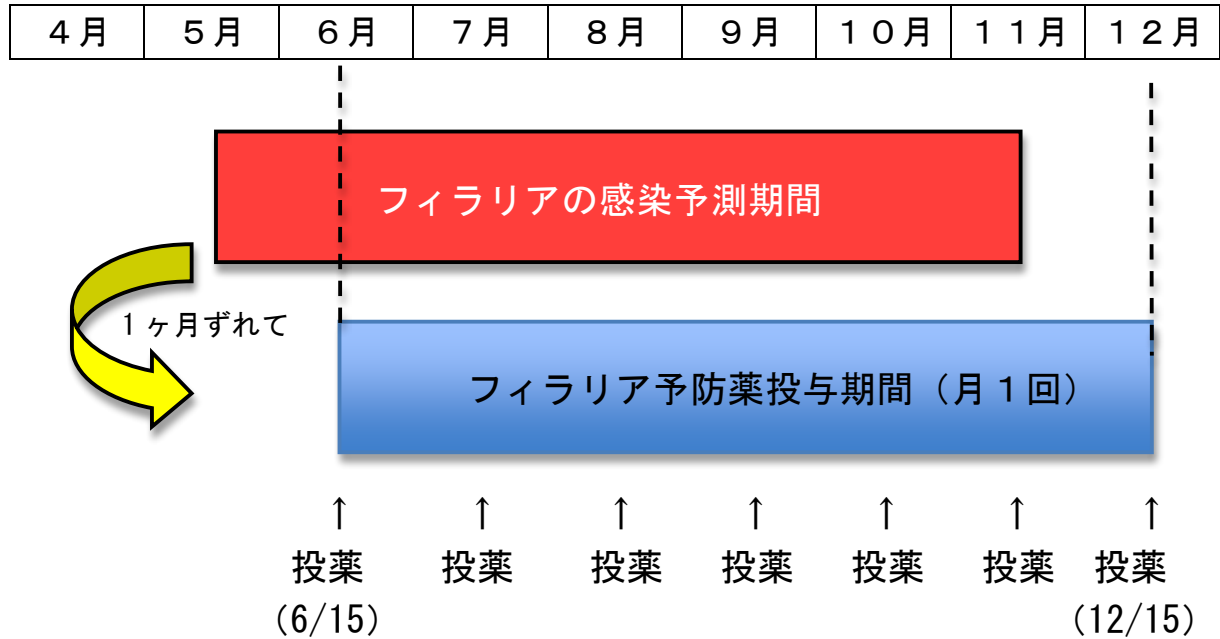 ４月 ５月 ６月 ７月 ８月 ９月 １０月 １１月 １２月
フィラリアの感染予測期間
１ヶ月ずれて
フィラリア予防薬投与期間（月１回）
↑ ↑ ↑ ↑ ↑ ↑ ↑
投薬 投薬 投薬 投薬 投薬 投薬 投薬
(6/15) (12/15)